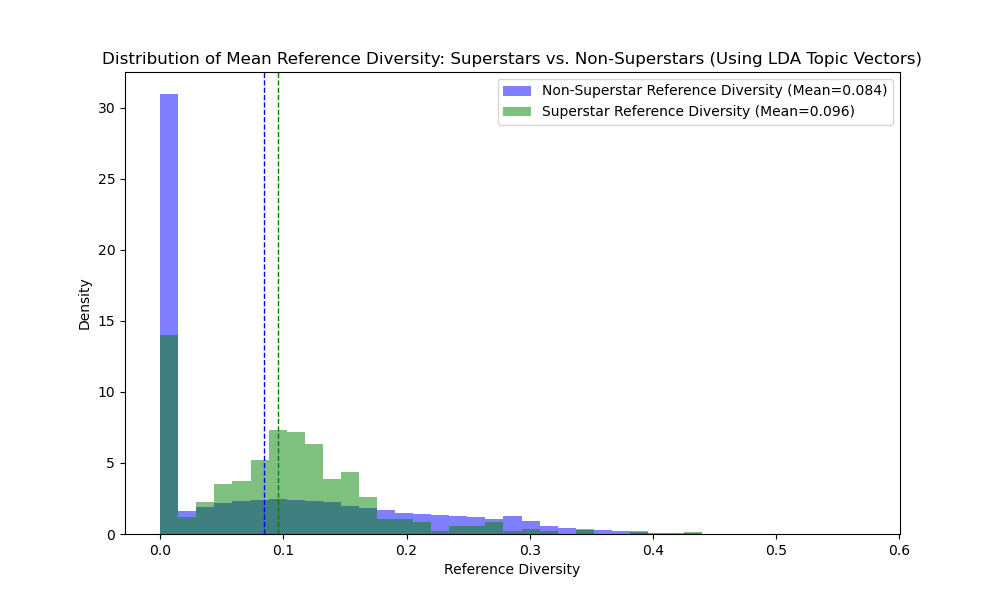 Distribution of Mean Reference Diversity: Superstars vs. Non-Superstars (Using LDA Topic Vectors)
Non-Superstar Reference Diversity (Mean=0.084)
Superstar Reference Diversity (Mean=0.096)
Density
30
25
20
15
10
5
0
0.0 0.1 0.2 0.3 0.4 0.5 0.6
Reference Diversity